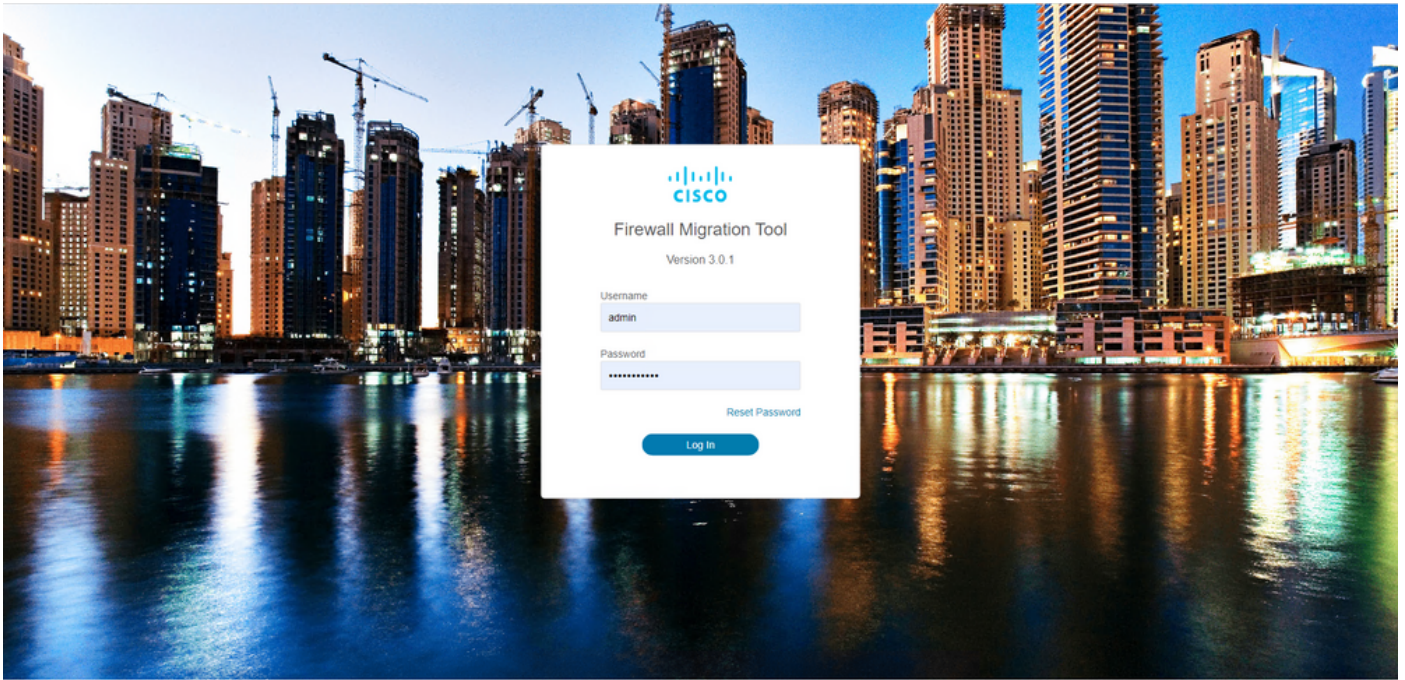 CISCO
Firewall Migration Tool
Version 3.0.1
Username
admin
Password
•••••••••••
Reset Password
Log In